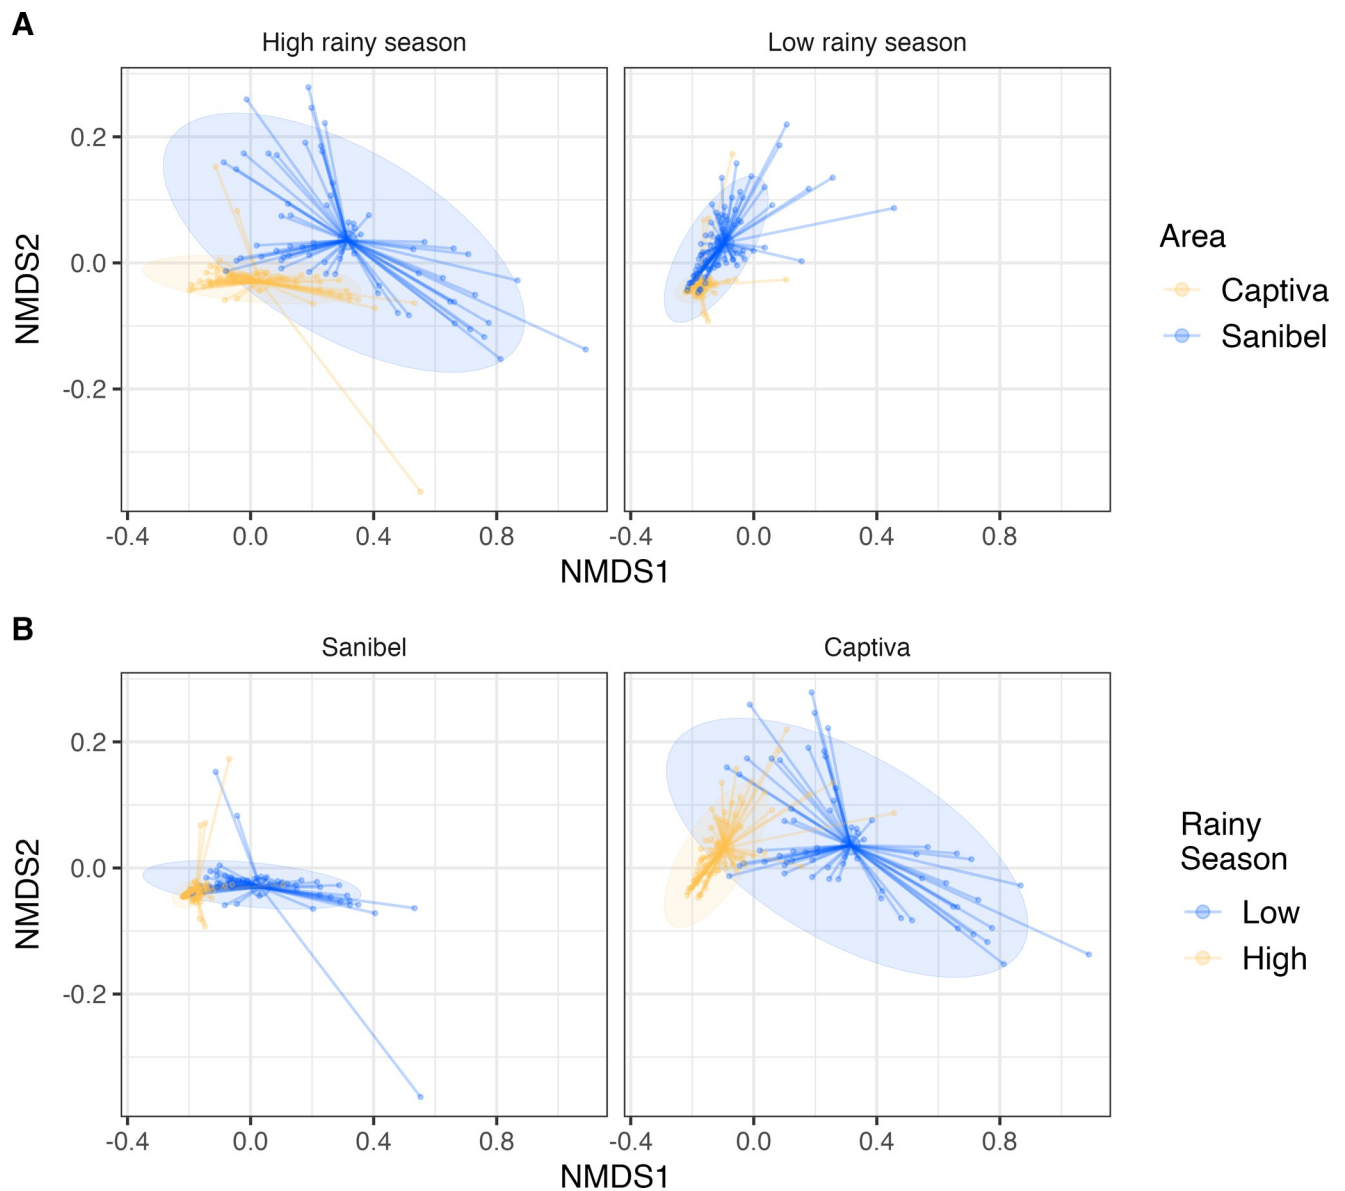 A
High rainy season
Low rainy season
0.2
0.0
-0.2
NMDS2
-0.4 0.0 0.4 0.8 -0.4 0.0 0.4 0.8
NMDS1
Area
Captiva
Sanibel
B
Sanibel
Captiva
0.2
0.0
-0.2
NMDS2
-0.4 0.0 0.4 0.8 -0.4 0.0 0.4 0.8
NMDS1
Rainy
Season
Low
High